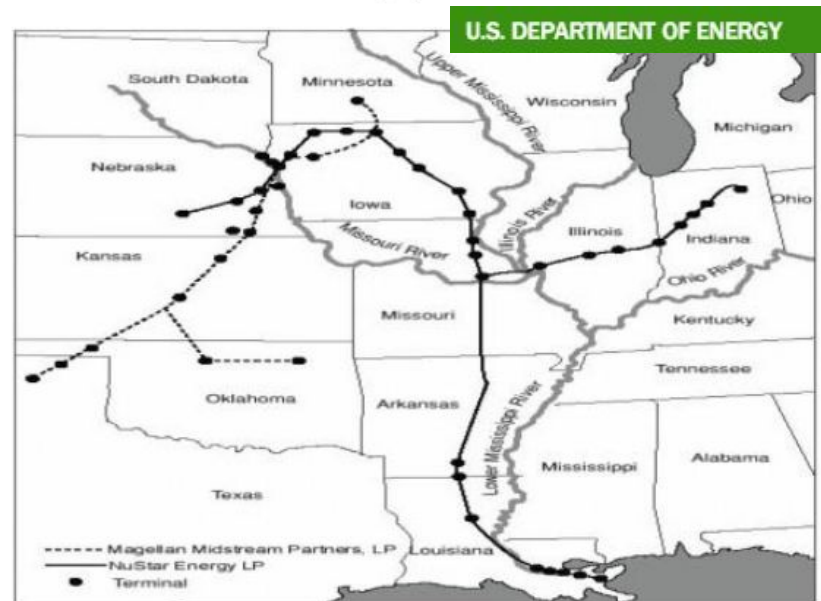 U.S. DEPARTMENT OF ENERGY
South Dakota
Minnesota
Upper Mississippi River
Wisconsin
Michigan
Nebraska
Iowa
Illinois River
Illinois
Indiana
Ohio
Kansas
Missouri River
Ohio River
Missouri
Kentucky
Tennessee
Oklahoma
Arkansas
Lower Mississippi River
Mississippi
Alabama
Texas
Louisiana
Magellan Midstream Partners, LP
NuStar Energy LP
Terminal